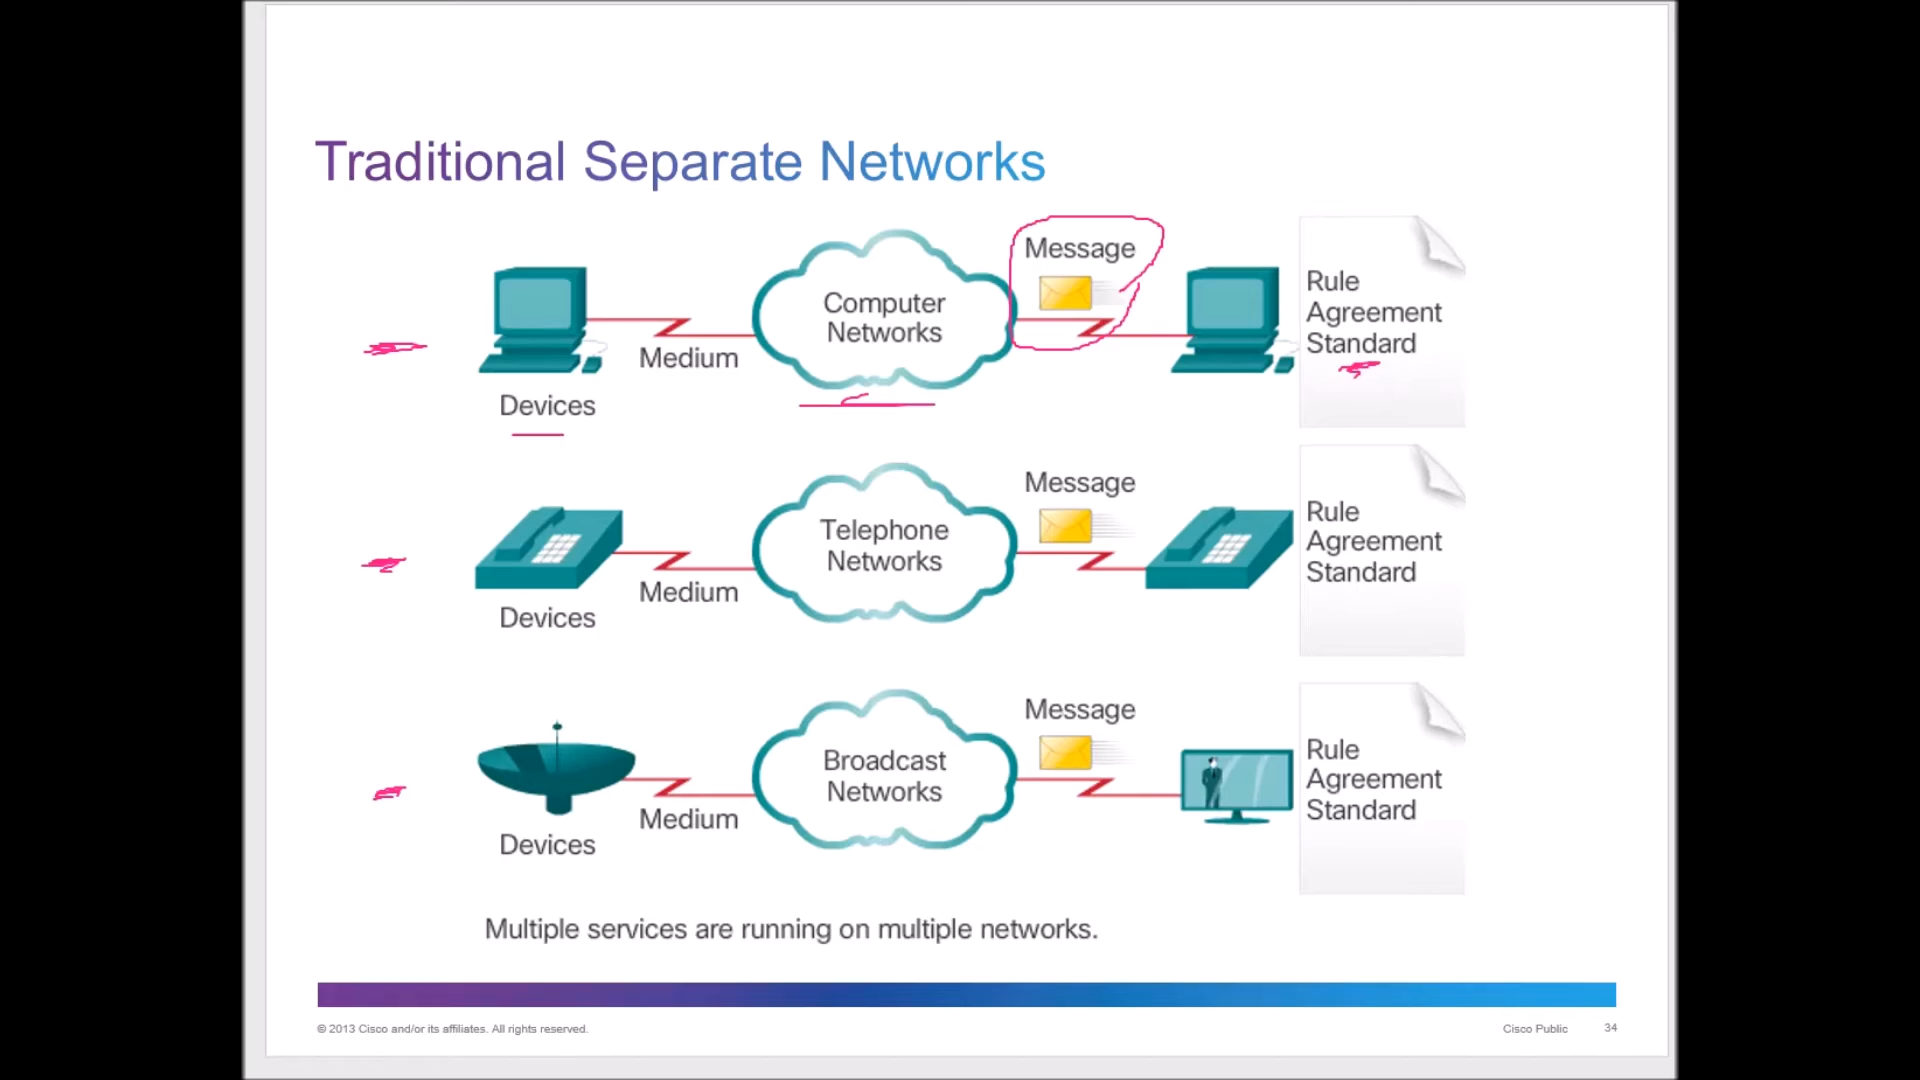 Traditional Separate Networks
Message
Computer
Networks
Medium
Devices
Rule
Agreement
Standard
Message
Telephone
Networks
Medium
Devices
Rule
Agreement
Standard
Message
Broadcast
Networks
Medium
Devices
Rule
Agreement
Standard
Multiple services are running on multiple networks.
© 2013 Cisco and/or its affiliates. All rights reserved.
Cisco Public
34